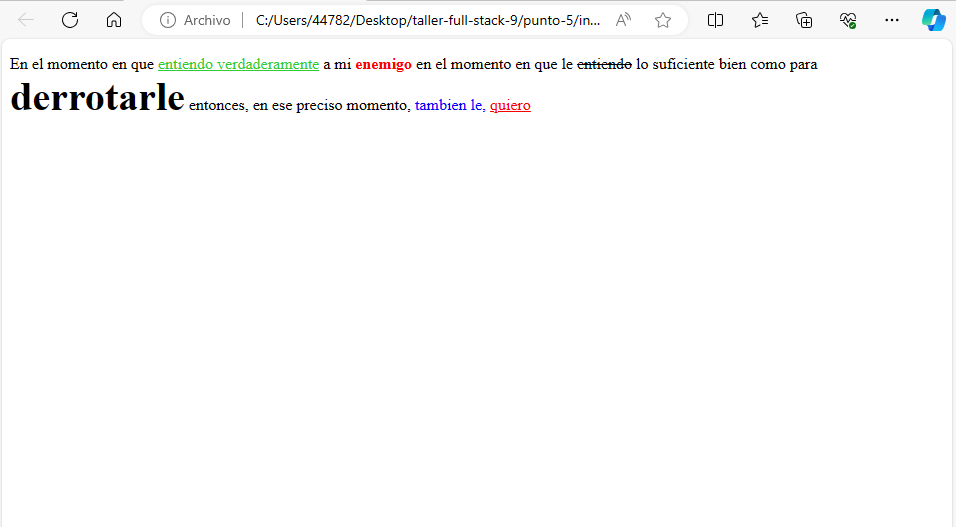 Archivo C:/Users/44782/Desktop/taller-full-stack-9/punto-5/in...
En el momento en que entiendo verdaderamente a mi enemigo en el momento en que le entiendo lo suficiente bien como para
derrotarle entonces, en ese preciso momento, tambien le, quiero